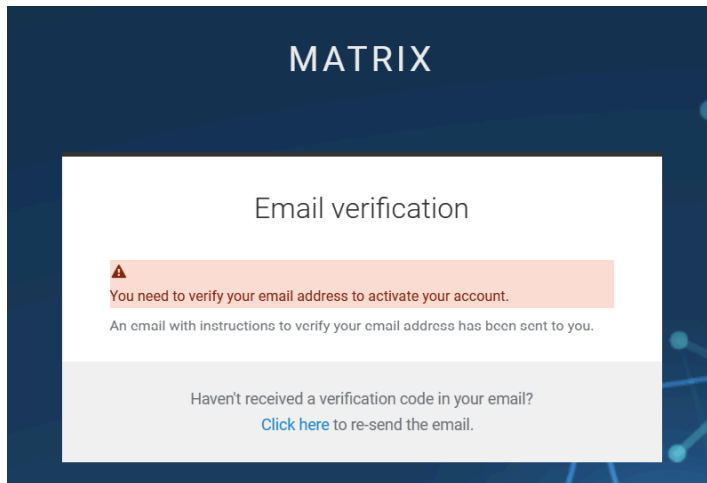 MATRIX
Email verification
You need to verify your email address to activate your account.
An email with instructions to verify your email address has been sent to you.
Haven't received a verification code in your email?
Click here to re-send the email.